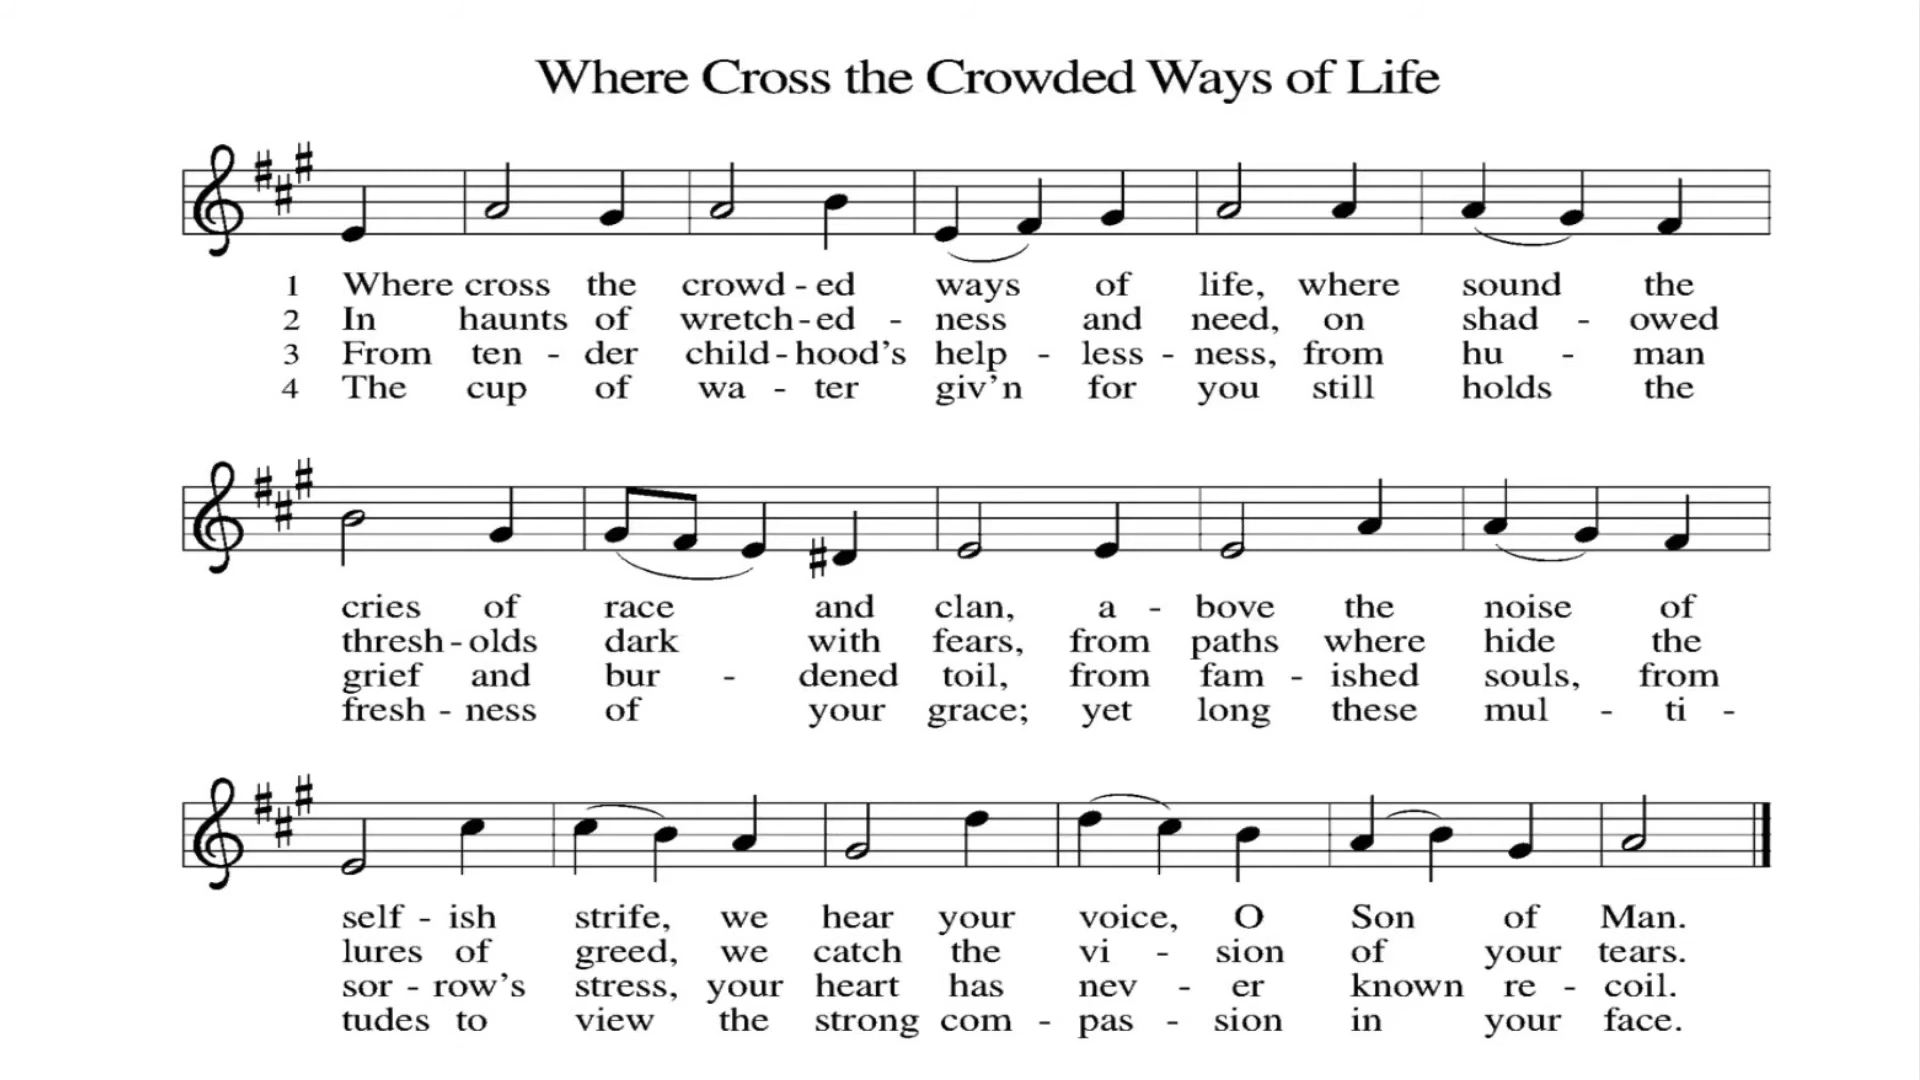 Where Cross the Crowded Ways of Life
1 Where cross the crowd - ed ways of life, where sound the
2 In haunts of wretch - ed - ness and need, on shad - owed
3 From ten - der child - hood's help - less - ness, from hu - man
4 The cup of wa - ter giv'n for you still holds the
cries of race and clan, a - bove the noise of
thresh - olds dark with fears, from paths where hide the
grief and bur - dened toil, from fam - ished souls, from
fresh - ness of your grace; yet long these mul - ti -
self - ish strife, we hear your voice, O Son of Man.
lures of greed, we catch the vi - sion of your tears.
sor - row's stress, your heart has nev - er known re - coil.
tudes to view the strong com - pas - sion in your face.